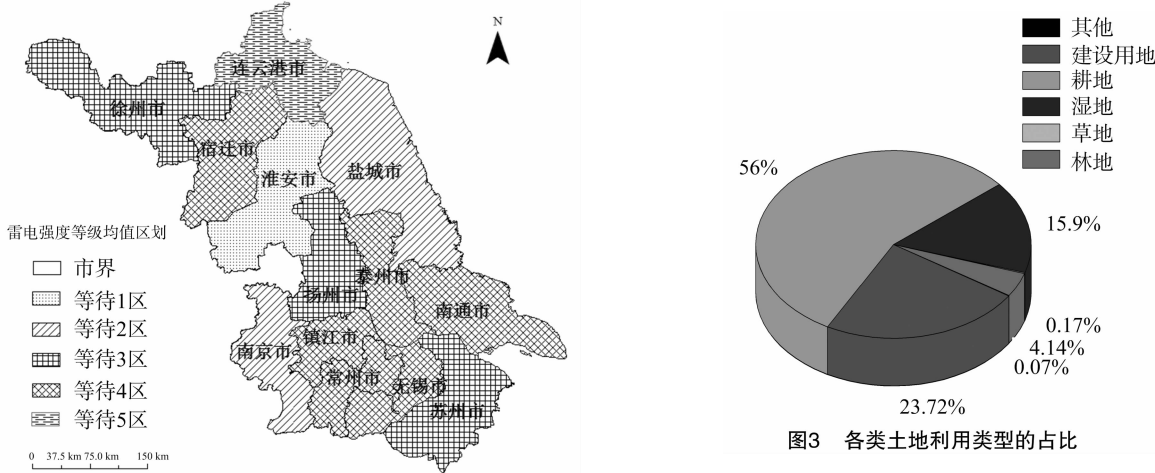 N
连云港市
徐州市
宿迁市
淮安市
盐城市
泰州市
扬州市
南通市
镇江市
南京市
常州市
无锡市
苏州市
雷电强度等级均值区划
市界
等待1区
等待2区
等待3区
等待4区
等待5区
0 37.5 km 75.0 km 150 km
其他
建设用地
耕地
湿地
草地
林地
56%
15.9%
0.17%
4.14%
0.07%
23.72%
图3 各类土地利用类型的占比